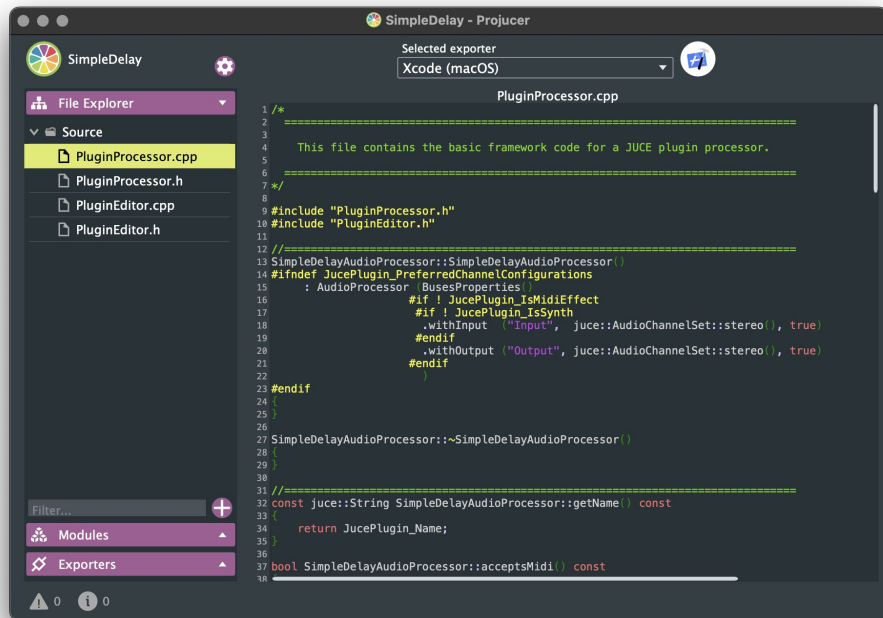 SimpleDelay - Projucer
SimpleDelay
Selected exporter
Xcode (macOS)
File Explorer
Source
PluginProcessor.cpp
PluginProcessor.h
PluginEditor.cpp
PluginEditor.h
Filter...
Modules
Exporters
0 0
PluginProcessor.cpp
1 /*
2 ==============================================================================
3
4 This file contains the basic framework code for a JUCE plugin processor.
5
6 ==============================================================================
7 */
8
9 #include "PluginProcessor.h"
10 #include "PluginEditor.h"
11
12 //==============================================================================
13 SimpleDelayAudioProcessor::SimpleDelayAudioProcessor()
14 #ifndef JucePlugin_PreferredChannelConfigurations
15 : AudioProcessor (BusesProperties()
16 #if ! JucePlugin_IsMidiEffect
17 #if ! JucePlugin_IsSynth
18 .withInput ("Input", juce::AudioChannelSet::stereo(), true)
19 #endif
20 .withOutput ("Output", juce::AudioChannelSet::stereo(), true)
21 #endif
22 )
23 #endif
24 {
25 }
26
27 SimpleDelayAudioProcessor::~SimpleDelayAudioProcessor()
28 {
29 }
30
31 //==============================================================================
32 const juce::String SimpleDelayAudioProcessor::getName() const
33 {
34 return JucePlugin_Name;
35 }
36
37 bool SimpleDelayAudioProcessor::acceptsMidi() const
38